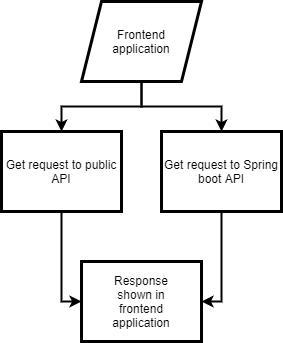 Frontend
application
Get request to public
API
Get request to Spring
boot API
Response
shown in
frontend
application